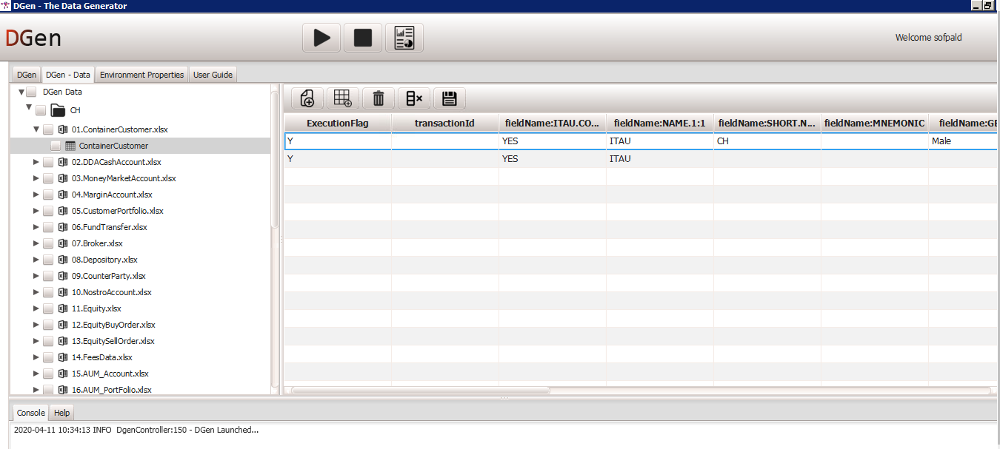 DGen - The Data Generator
DGen
Welcome sofpald
DGen
DGen - Data
Environment Properties
User Guide
DGen Data
CH
01.ContainerCustomer.xlsx
ContainerCustomer
02.DDACashAccount.xlsx
03.MoneyMarketAccount.xlsx
04.MarginAccount.xlsx
05.CustomerPortfolio.xlsx
06.FundTransfer.xlsx
07.Broker.xlsx
08.Depository.xlsx
09.CounterParty.xlsx
10.NostroAccount.xlsx
11.Equity.xlsx
12.EquityBuyOrder.xlsx
13.EquitySellOrder.xlsx
14.FeesData.xlsx
15.AUM_Account.xlsx
16.AUM_PortFolio.xlsx
ExecutionFlag transactionId fieldName:ITAU.CO... fieldName:NAME.1:1 fieldName:SHORT.N... fieldName:MNEMONIC fieldName:GE
Y YES ITAU CH Male
Y YES ITAU
Console
Help
2020-04-11 10:34:13 INFO DgenController:150 - DGen Launched...